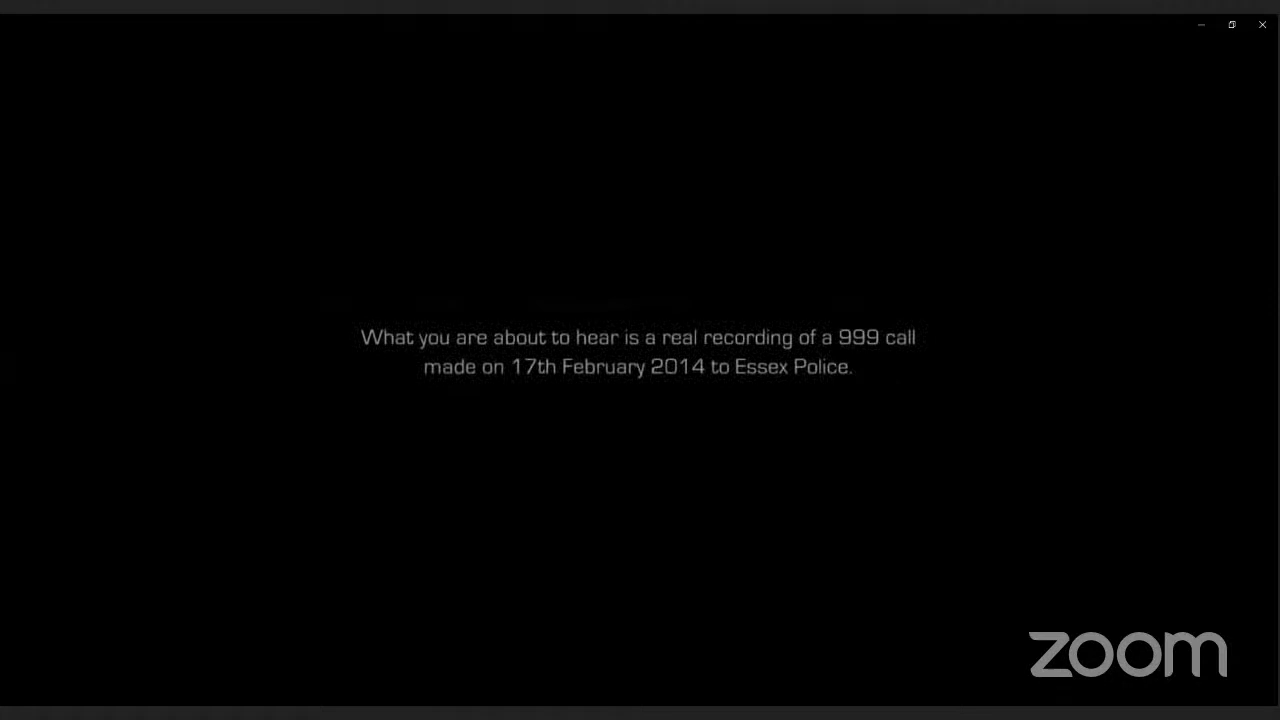 What you are about to hear is a real recording of a 999 call
made on 17th February 2014 to Essex Police.
zoom